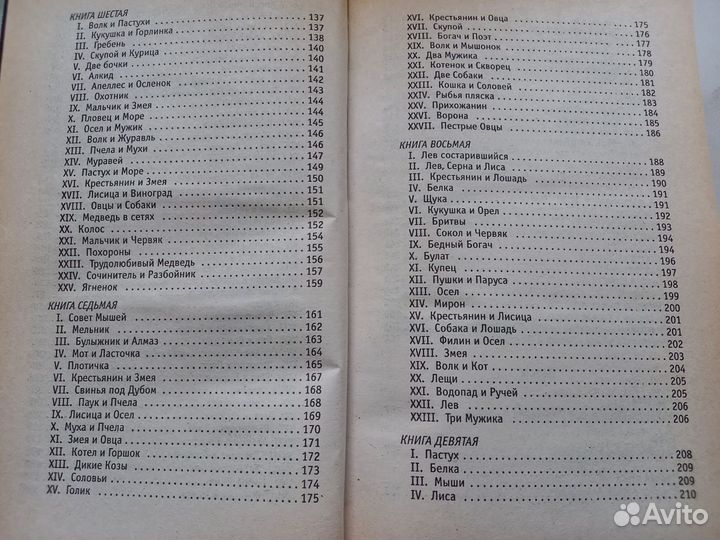 КНИГА ШЕСТАЯ
I. Волк и Пастухи 137
II. Кукушка и Горлинка 137
III. Гребень 138
IV. Скупой и Курица 140
V. Две бочки 140
VI. Алкид 141
VII. Апеллес и Осленок 142
VIII. Охотник 143
IX. Мальчик и Змея 144
X. Пловец и Море 144
XI. Осел и Мужик 145
XII. Волк и Журавль 146
XIII. Пчела и Мухи 146
XIV. Муравей 147
XV. Пастух и Море 149
XVI. Крестьянин и Змея 150
XVII. Лисица и Виноград 151
XVIII. Овцы и Собаки 151
XIX. Медведь в сетях 152
XX. Колос 152
XXI. Мальчик и Червяк 154
XXII. Похороны 155
XXIII. Трудолюбивый Медведь 156
XXIV. Сочинитель и Разбойник 157
XXV. Ягненок 159
КНИГА СЕДЬМАЯ
I. Совет Мышей 161
II. Мельник 162
III. Булыжник и Алмаз 163
IV. Мот и Ласточка 164
V. Плотичка 165
VI. Крестьянин и Змея 167
VII. Свинья под Дубом 168
VIII. Паук и Пчела 168
IX. Лисица и Осел 169
X. Муха и Пчела 170
XI. Змея и Овца 171
XII. Котел и Горшок 172
XIII. Дикие Козы 173
XIV. Соловьи 174
XV. Голик 175
XVI. Крестьянин и Овца 175
XVII. Скупой 176
XVIII. Богач и Поэт 177
XIX. Волк и Мышонок 178
XX. Два Мужика 179
XXI. Котенок и Скворец 180
XXII. Две Собаки 181
XXIII. Кошка и Соловей 182
XXIV. Рыбья пляска 183
XXV. Прихожанин 184
XXVI. Ворона 185
XXVII. Пестрые Овцы 186
КНИГА ВОСЬМАЯ
I. Лев состарившийся 188
II. Лев, Серна и Лиса 189
III. Крестьянин и Лошадь 190
IV. Белка 191
V. Щука 191
VI. Кукушка и Орел 192
VII. Бритвы 192
VIII. Сокол и Червяк 194
IX. Бедный Богач 194
X. Булат 196
XI. Купец 197
XII. Пушки и Паруса 198
XIII. Осел 199
XIV. Мирон 200
XV. Крестьянин и Лисица 201
XVI. Собака и Лошадь 201
XVII. Филин и Осел 202
XVIII. Змея 203
XIX. Волк и Кот 203
XX. Лещи 205
XXI. Водопад и Ручей 205
XXII. Лев 206
XXIII. Три Мужика 206
КНИГА ДЕВЯТАЯ
I. Пастух 208
II. Белка 209
III. Мыши 209
IV. Лиса 210
Avito